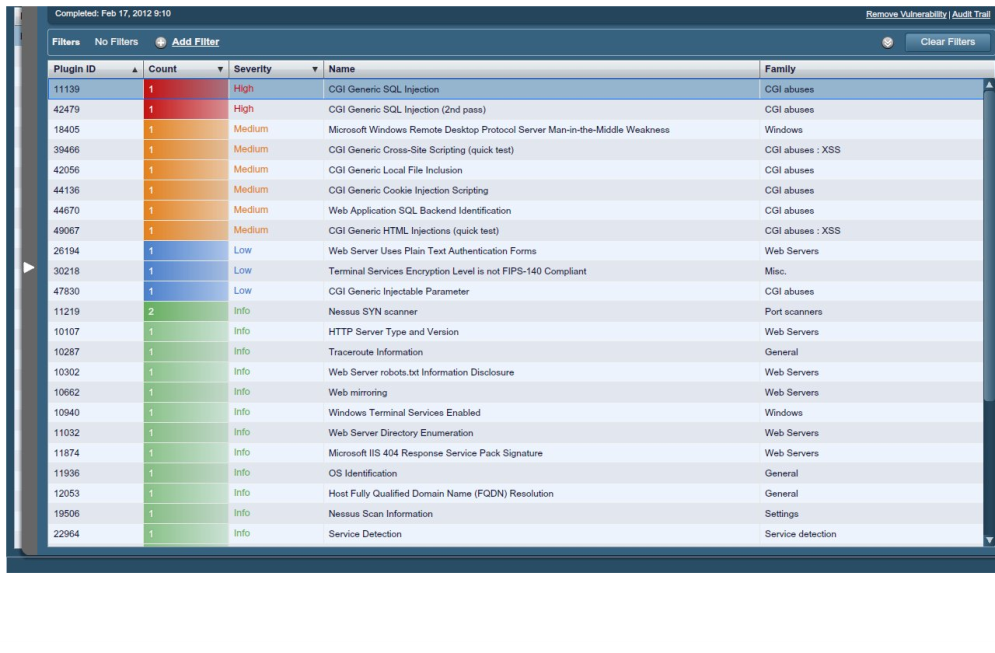 Completed: Feb 17, 2012 9:10 Remove Vulnerability | Audit Trail
Filters No Filters Add Filter Clear Filters
Plugin ID Count Severity Name Family
11139 1 High CGI Generic SQL Injection CGI abuses
42479 1 High CGI Generic SQL Injection (2nd pass) CGI abuses
18405 1 Medium Microsoft Windows Remote Desktop Protocol Server Man-in-the-Middle Weakness Windows
39466 1 Medium CGI Generic Cross-Site Scripting (quick test) CGI abuses : XSS
42056 1 Medium CGI Generic Local File Inclusion CGI abuses
44136 1 Medium CGI Generic Cookie Injection Scripting CGI abuses
44670 1 Medium Web Application SQL Backend Identification CGI abuses
49067 1 Medium CGI Generic HTML Injections (quick test) CGI abuses : XSS
26194 1 Low Web Server Uses Plain Text Authentication Forms Web Servers
30218 1 Low Terminal Services Encryption Level is not FIPS-140 Compliant Misc.
47830 1 Low CGI Generic Injectable Parameter CGI abuses
11219 2 Info Nessus SYN scanner Port scanners
10107 1 Info HTTP Server Type and Version Web Servers
10287 1 Info Traceroute Information General
10302 1 Info Web Server robots.txt Information Disclosure Web Servers
10662 1 Info Web mirroring Web Servers
10940 1 Info Windows Terminal Services Enabled Windows
11032 1 Info Web Server Directory Enumeration Web Servers
11874 1 Info Microsoft IIS 404 Response Service Pack Signature Web Servers
11936 1 Info OS Identification General
12053 1 Info Host Fully Qualified Domain Name (FQDN) Resolution General
19506 1 Info Nessus Scan Information Settings
22964 1 Info Service Detection Service detection